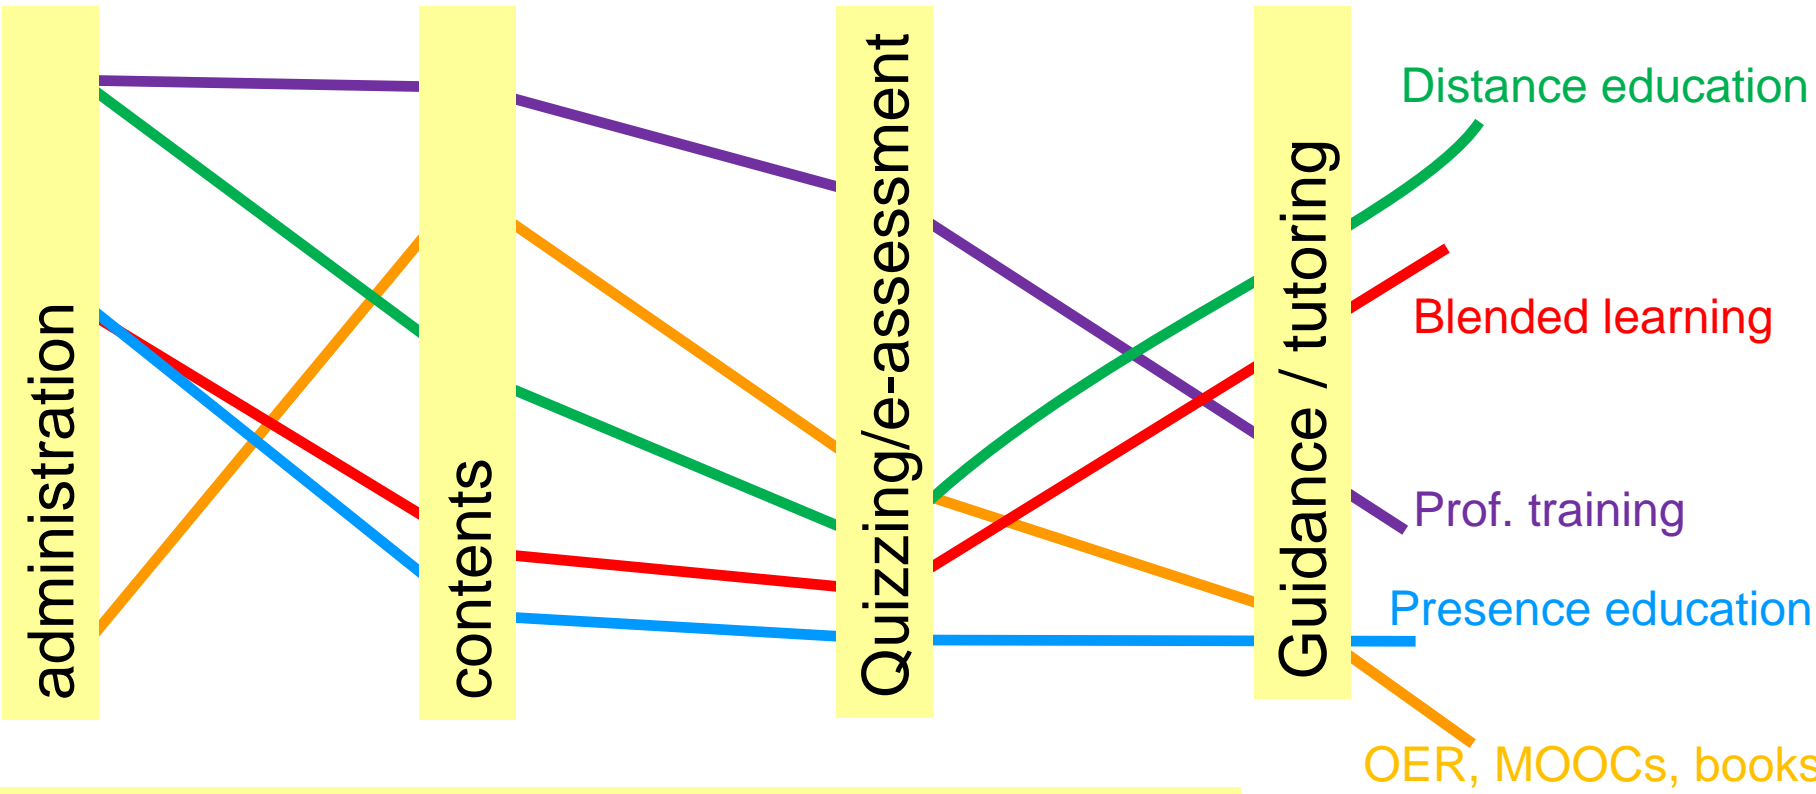 administration
contents
Quizzing/e-assessment
Guidance / tutoring
Distance education
Blended learning
Prof. training
Presence education
OER, MOOCs, books